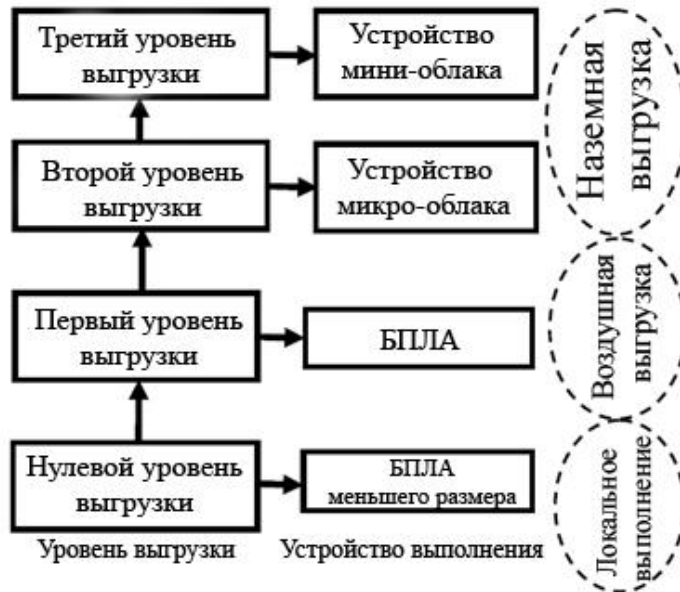 Третий уровень
выгрузки
Устройство
мини-облака
Наземная
выгрузка
Второй уровень
выгрузки
Устройство
микро-облака
Первый уровень
выгрузки
БПЛА
Воздушная
выгрузка
Нулевой уровень
выгрузки
БПЛА
меньшего размера
Локальное
выполнение
Уровень выгрузки
Устройство выполнения